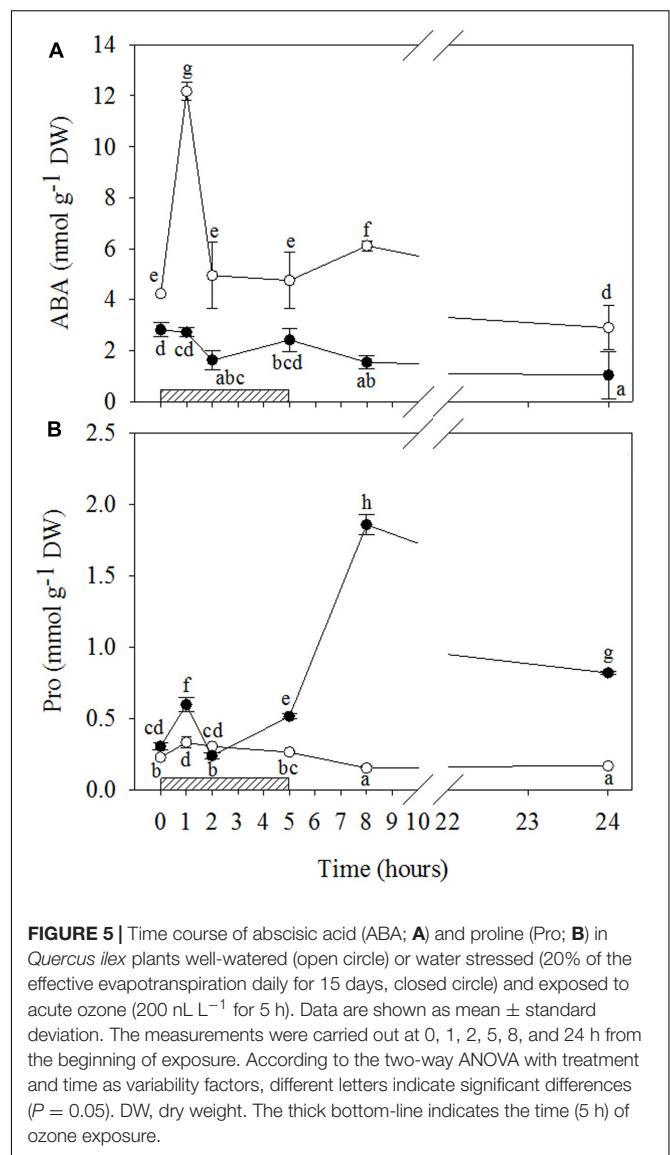 A
14
12
10
8
6
4
2
0
ABA (nmol g-1 DW)
e
g
e
e
f
d
d
cd
abc
bcd
ab
a
B
2.5
2.0
1.5
1.0
0.5
0.0
Pro (mmol g-1 DW)
cd
f
cd
e
h
g
b
d
b
bc
a
a
0 1 2 3 4 5 6 7 8 9 10 22 23 24
Time (hours)
FIGURE 5 | Time course of abscisic acid (ABA; A) and proline (Pro; B) in
Quercus ilex plants well-watered (open circle) or water stressed (20% of the
effective evapotranspiration daily for 15 days, closed circle) and exposed to
acute ozone (200 nL L−1 for 5 h). Data are shown as mean ± standard
deviation. The measurements were carried out at 0, 1, 2, 5, 8, and 24 h from
the beginning of exposure. According to the two-way ANOVA with treatment
and time as variability factors, different letters indicate significant differences
(P = 0.05). DW, dry weight. The thick bottom-line indicates the time (5 h) of
ozone exposure.